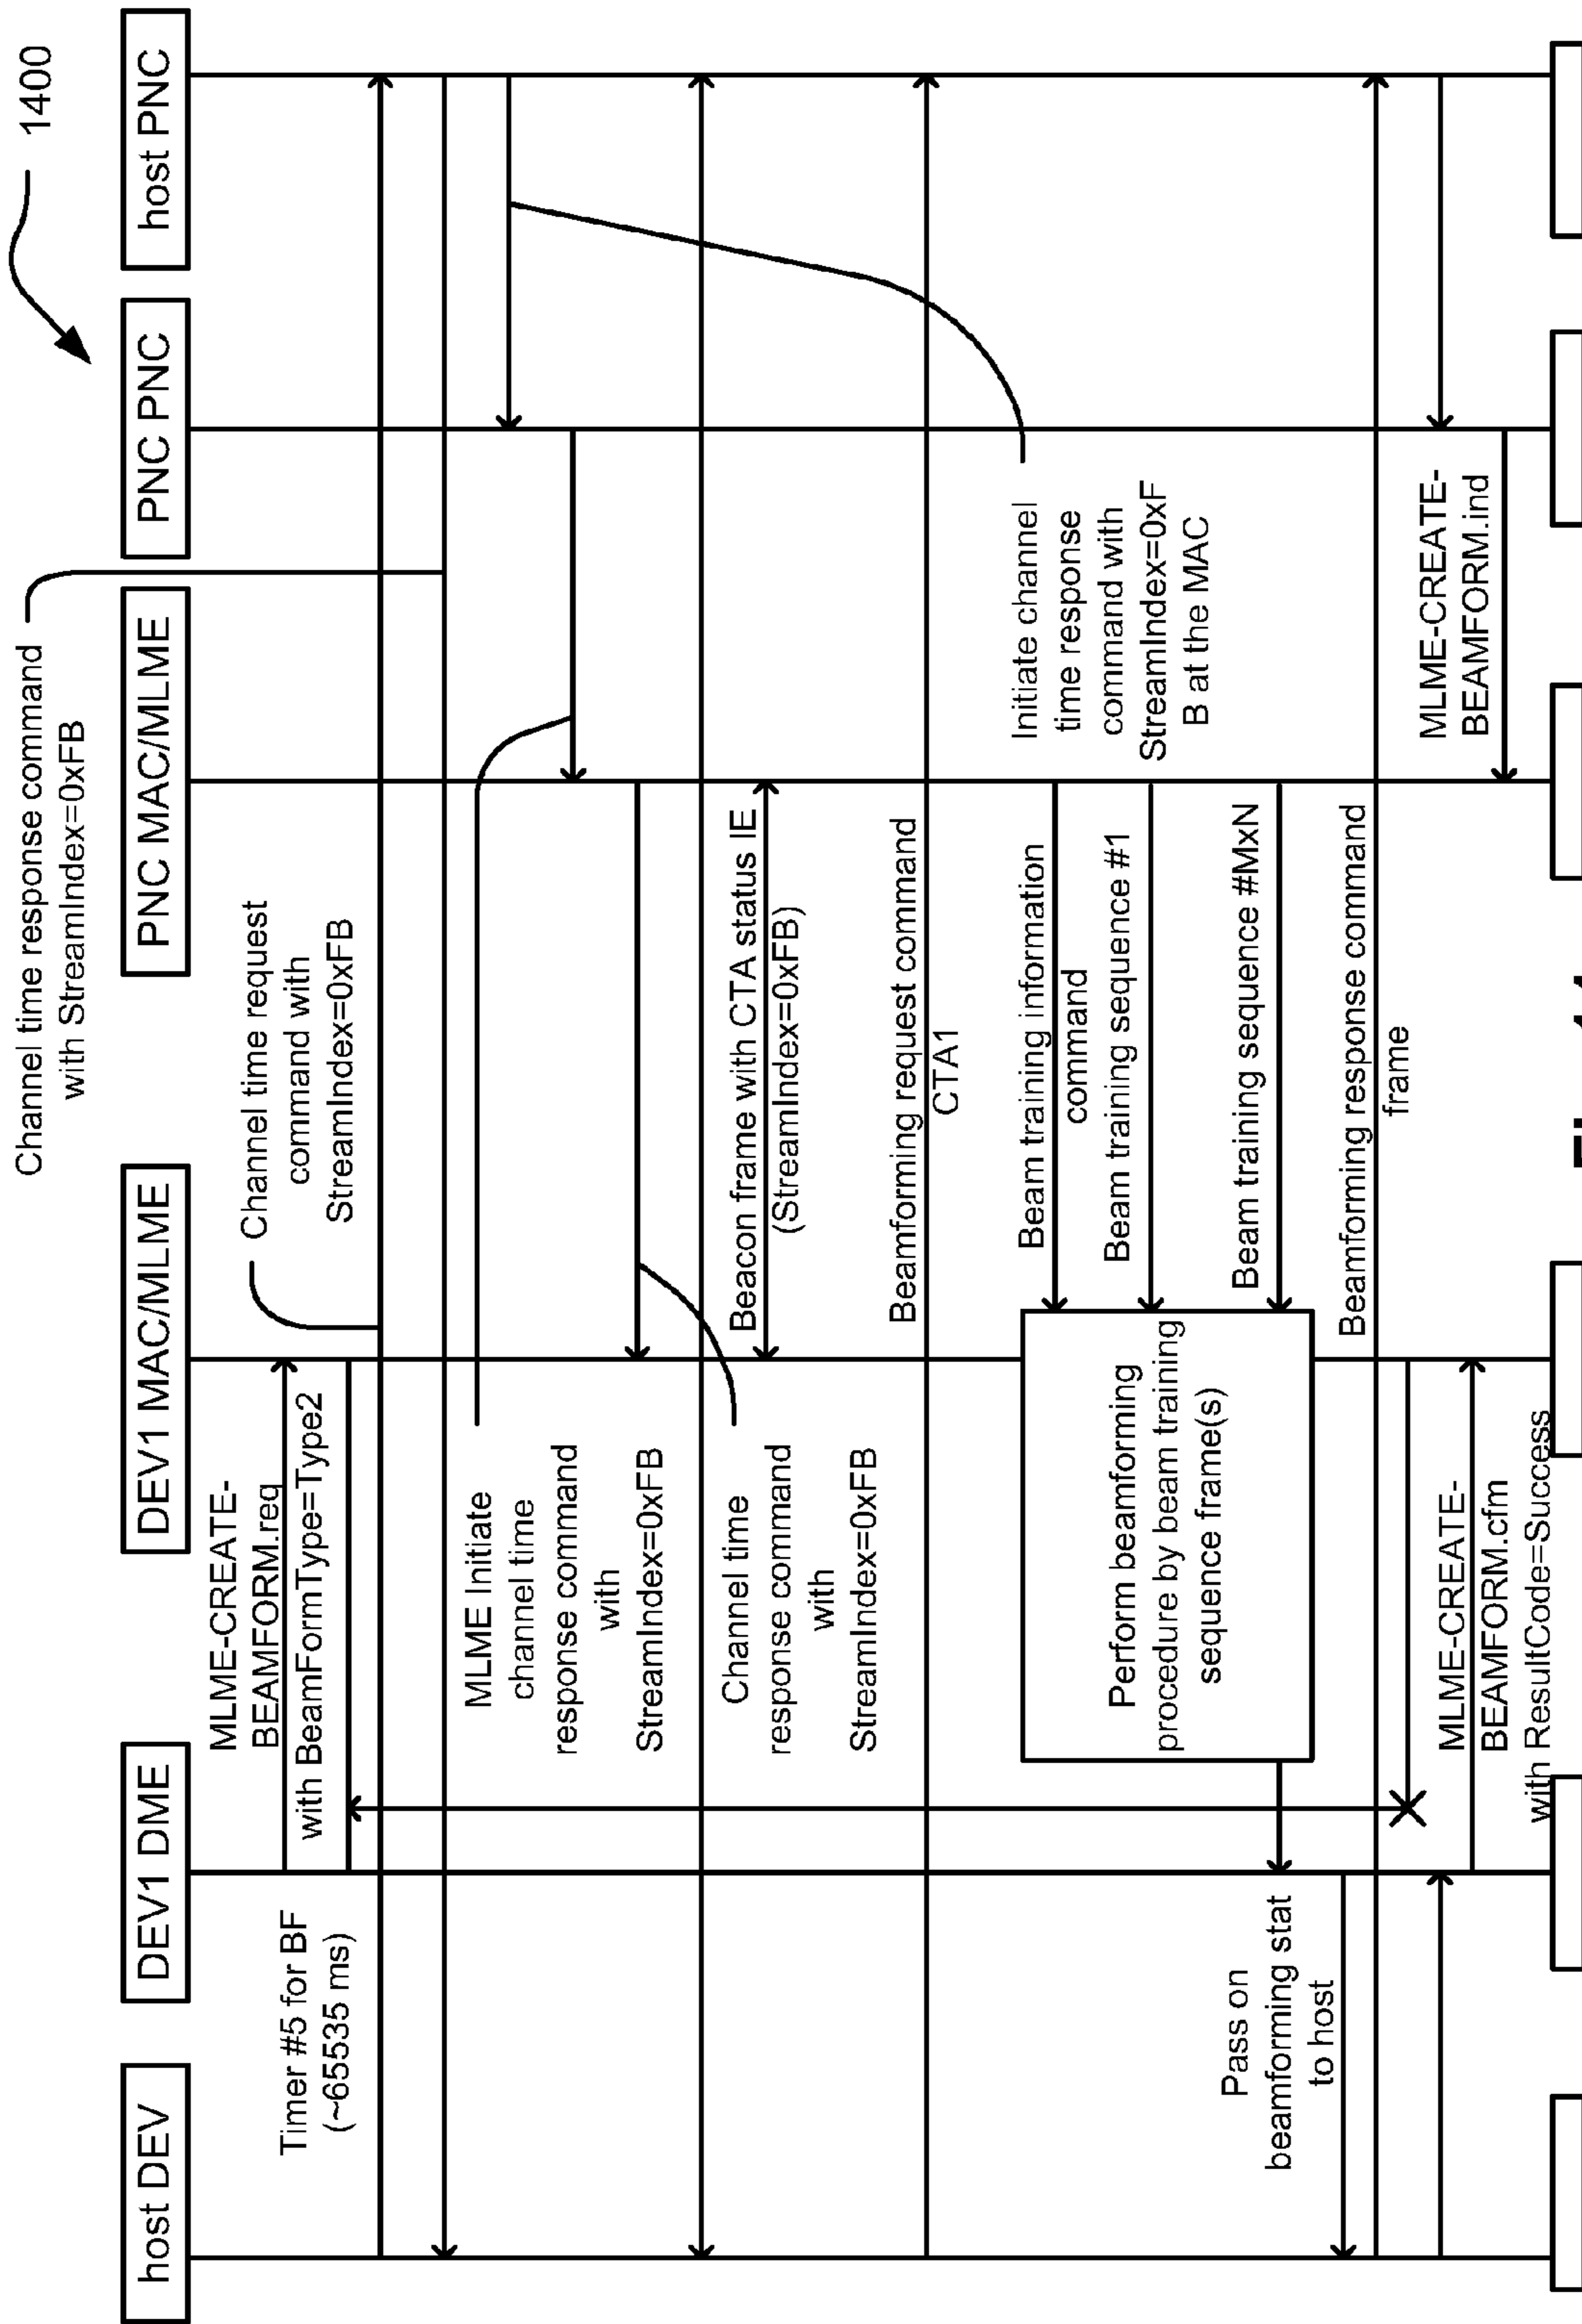 1400
host DEV
DEV1 DME
DEV1 MAC/MLME
PNC MAC/MLME
PNC PNC
host PNC
Channel time response command
with StreamIndex=0xFB
Timer #5 for BF
(~65535 ms)
MLME-CREATE-
BEAMFORM.req
with BeamFormType=Type2
Channel time request
command with
StreamIndex=0xFB
MLME Initiate
channel time
response command
with
StreamIndex=0xFB
Channel time
response command
with
StreamIndex=0xFB
Beacon frame with CTA status IE
(StreamIndex=0xFB)
Beamforming request command
CTA1
Initiate channel
time response
command with
StreamIndex=0xF
B at the MAC
Beam training information
command
Beam training sequence #1
Beam training sequence #MxN
Perform beamforming
procedure by beam training
sequence frame(s)
Pass on
beamforming stat
to host
Beamforming response command
frame
MLME-CREATE-
BEAMFORM.cfm
with ResultCode=Success
MLME-CREATE-
BEAMFORM.ind